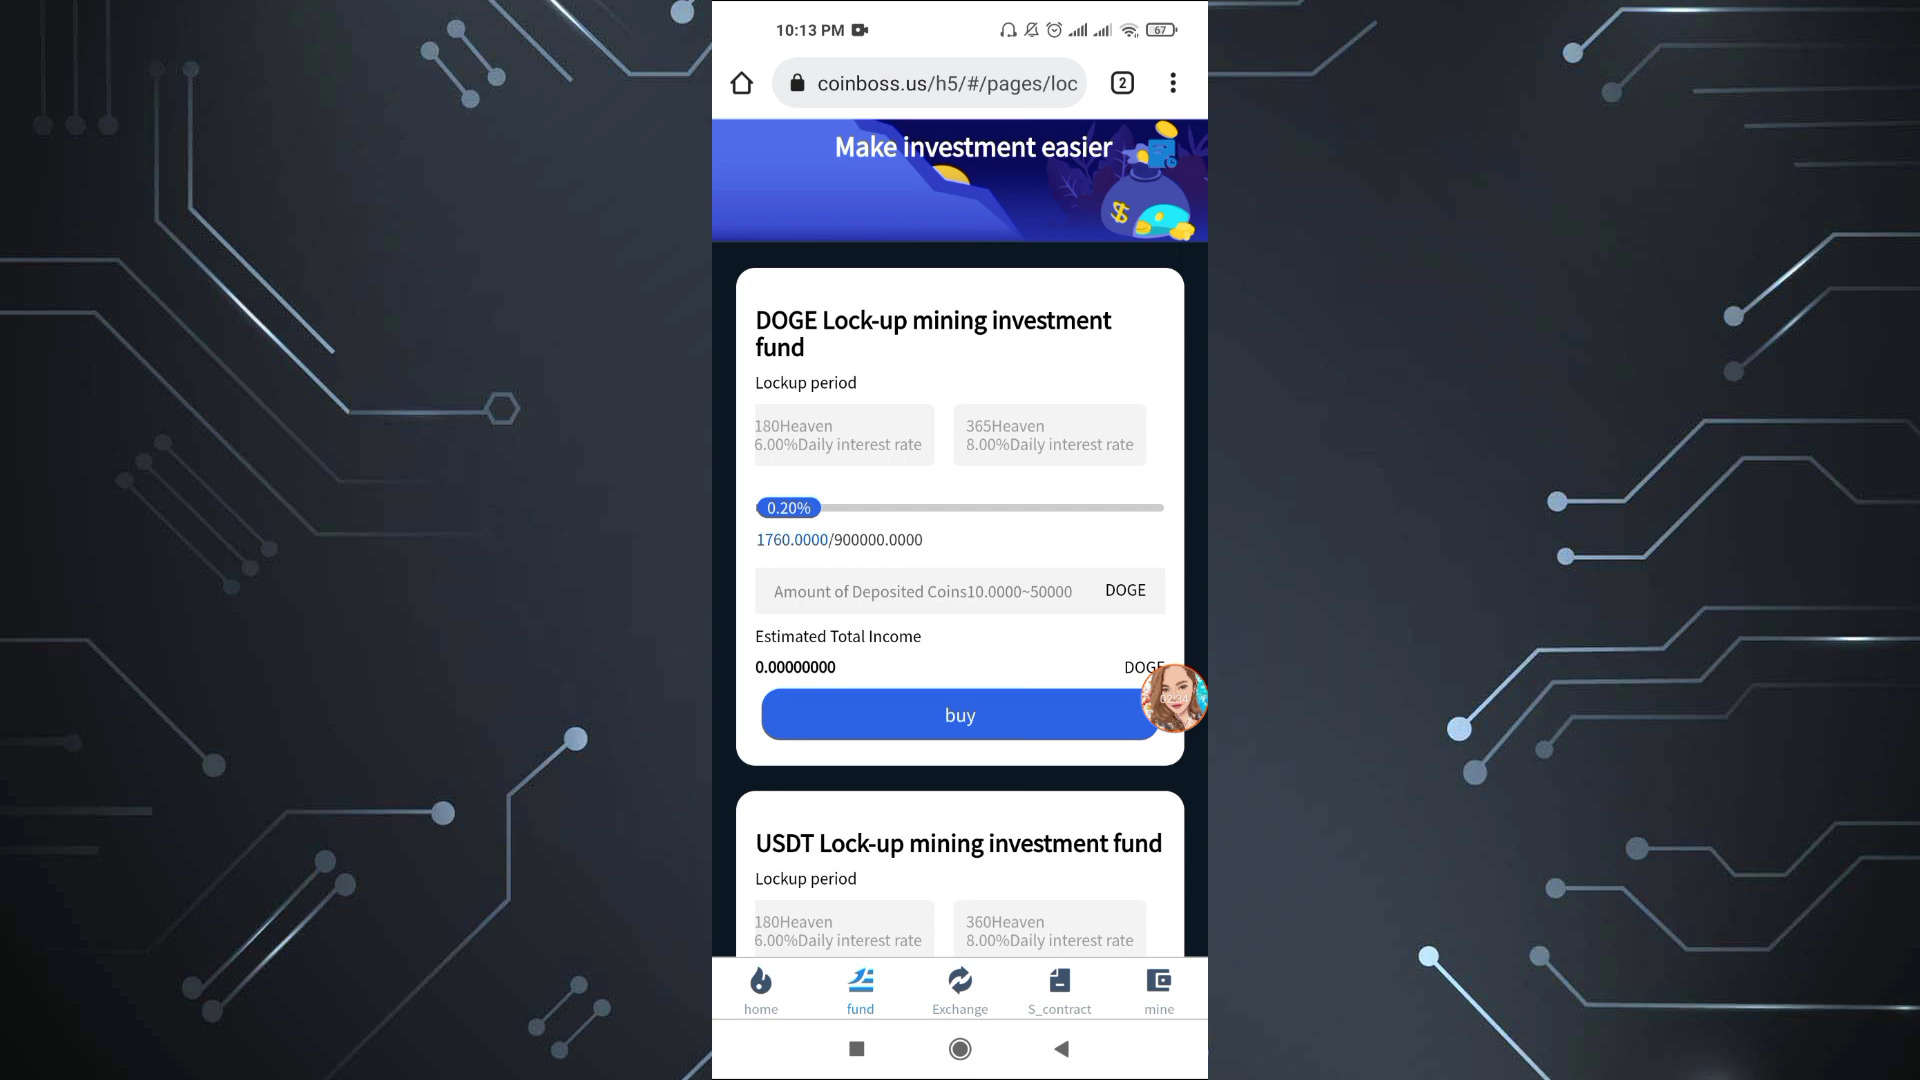 10:13 PM
67
coinboss.us/h5/#/pages/loc
2
Make investment easier
DOGE Lock-up mining investment
fund
Lockup period
180Heaven
6.00%Daily interest rate
365Heaven
8.00%Daily interest rate
0.20%
1760.0000/900000.0000
Amount of Deposited Coins10.0000~50000
DOGE
Estimated Total Income
0.00000000
DOGE
buy
USDT Lock-up mining investment fund
Lockup period
180Heaven
6.00%Daily interest rate
360Heaven
8.00%Daily interest rate
home
fund
Exchange
S_contract
mine